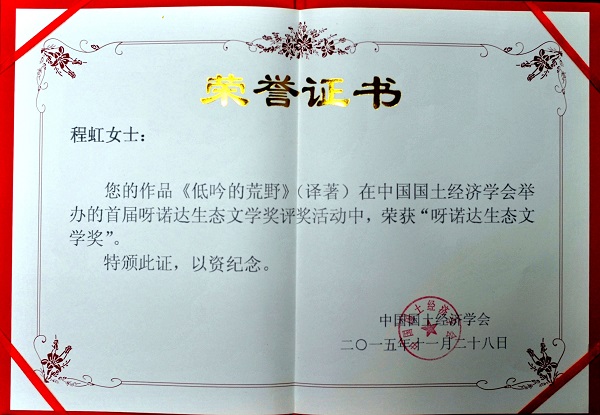 荣誉证书
程虹女士：
您的作品《低吟的荒野》（译著）在中国国土经济学会举
办的首届呀诺达生态文学奖评奖活动中，荣获“呀诺达生态文
学奖”。
特颁此证，以资纪念。
中国国土经济学会
二〇一五年十一月二十八日